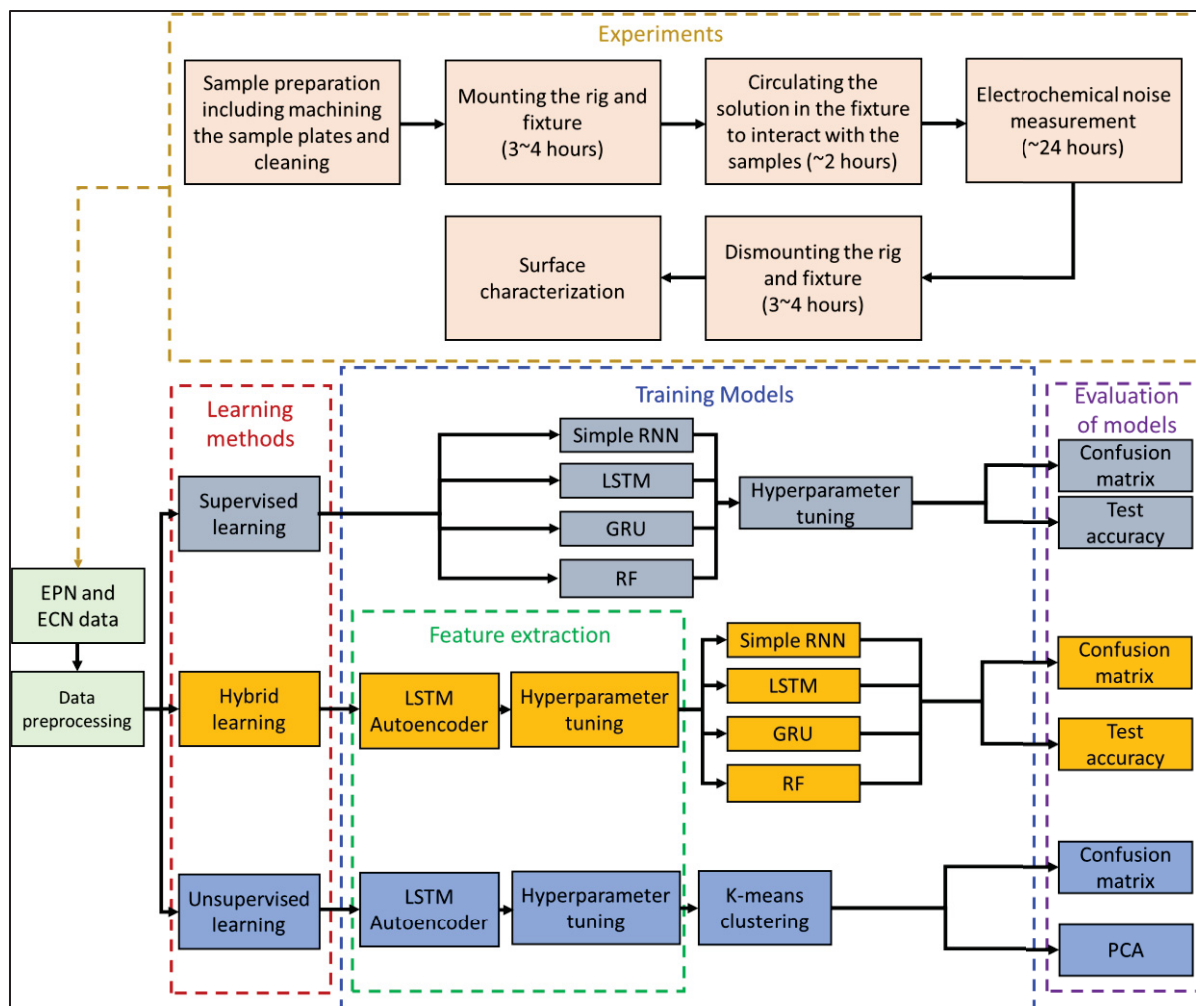 Experiments
Sample preparation
including machining
the sample plates and
cleaning
Mounting the rig and
fixture
(3~4 hours)
Circulating the
solution in the fixture
to interact with the
samples (~2 hours)
Electrochemical noise
measurement
(~24 hours)
Surface
characterization
Dismounting the rig
and fixture
(3~4 hours)
Learning
methods
Training Models
Evaluation
of models
Supervised
learning
Simple RNN
LSTM
GRU
RF
Hyperparameter
tuning
Confusion
matrix
Test
accuracy
EPN and
ECN data
Data
preprocessing
Feature extraction
Hybrid
learning
LSTM
Autoencoder
Hyperparameter
tuning
Simple RNN
LSTM
GRU
RF
Confusion
matrix
Test
accuracy
Unsupervised
learning
LSTM
Autoencoder
Hyperparameter
tuning
K-means
clustering
Confusion
matrix
PCA